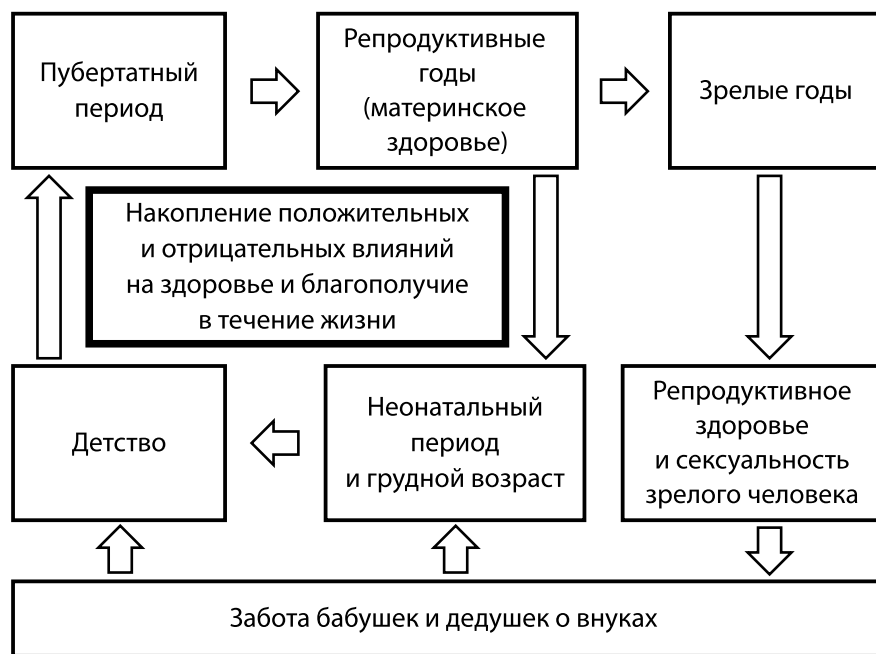 Пубертатный
период
Репродуктивные
годы
(материнское
здоровье)
Зрелые годы
Накопление положительных
и отрицательных влияний
на здоровье и благополучие
в течение жизни
Детство
Неонатальный
период
и грудной возраст
Репродуктивное
здоровье
и сексуальность
зрелого человека
Забота бабушек и дедушек о внуках